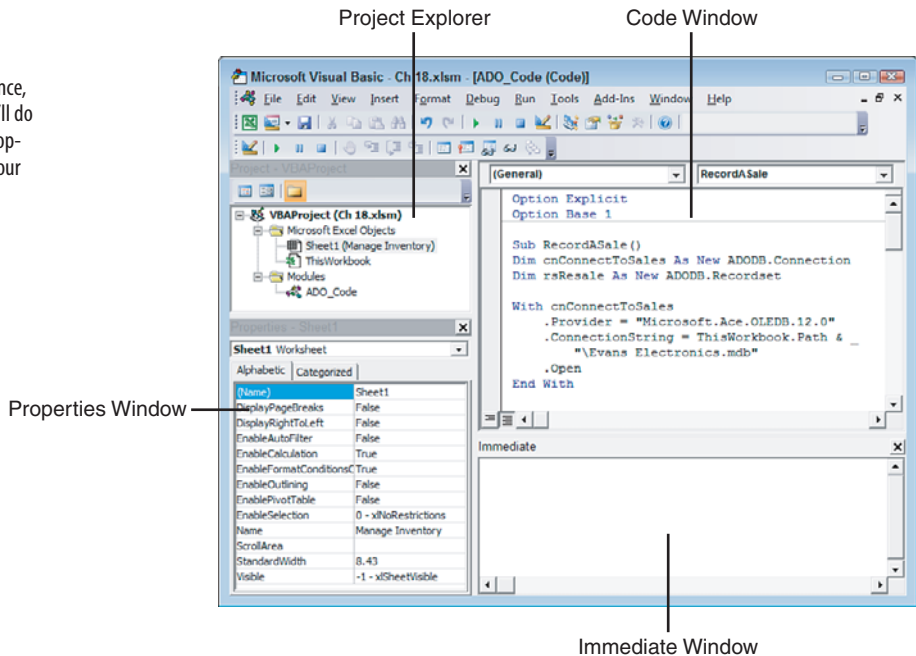 Project Explorer
Code Window
nce,
'll do
op-
our
Microsoft Visual Basic - Ch 18.xlsm - [ADO_Code (Code)]
File Edit View Insert Format Debug Run Tools Add-Ins Window Help
Project - VBAProject
VBAProject (Ch 18.xlsm)
Microsoft Excel Objects
Sheet1 (Manage Inventory)
ThisWorkbook
Modules
ADO_Code
Properties - Sheet1
Sheet1 Worksheet
Alphabetic Categorized
(Name) Sheet1
DisplayPageBreaks False
DisplayRightToLeft False
EnableAutoFilter False
EnableCalculation True
EnableFormatConditionsC True
EnableOutlining False
EnablePivotTable False
EnableSelection 0 - xlNoRestrictions
Name Manage Inventory
ScrollArea
StandardWidth 8.43
Visible -1 - xlSheetVisible
Properties Window
(General) RecordASale
Option Explicit
Option Base 1
Sub RecordASale()
Dim cnConnectToSales As New ADODB.Connection
Dim rsResale As New ADODB.Recordset
With cnConnectToSales
.Provider = "Microsoft.Ace.OLEDB.12.0"
.ConnectionString = ThisWorkbook.Path & _
"\Evans Electronics.mdb"
.Open
End With
Immediate
Immediate Window